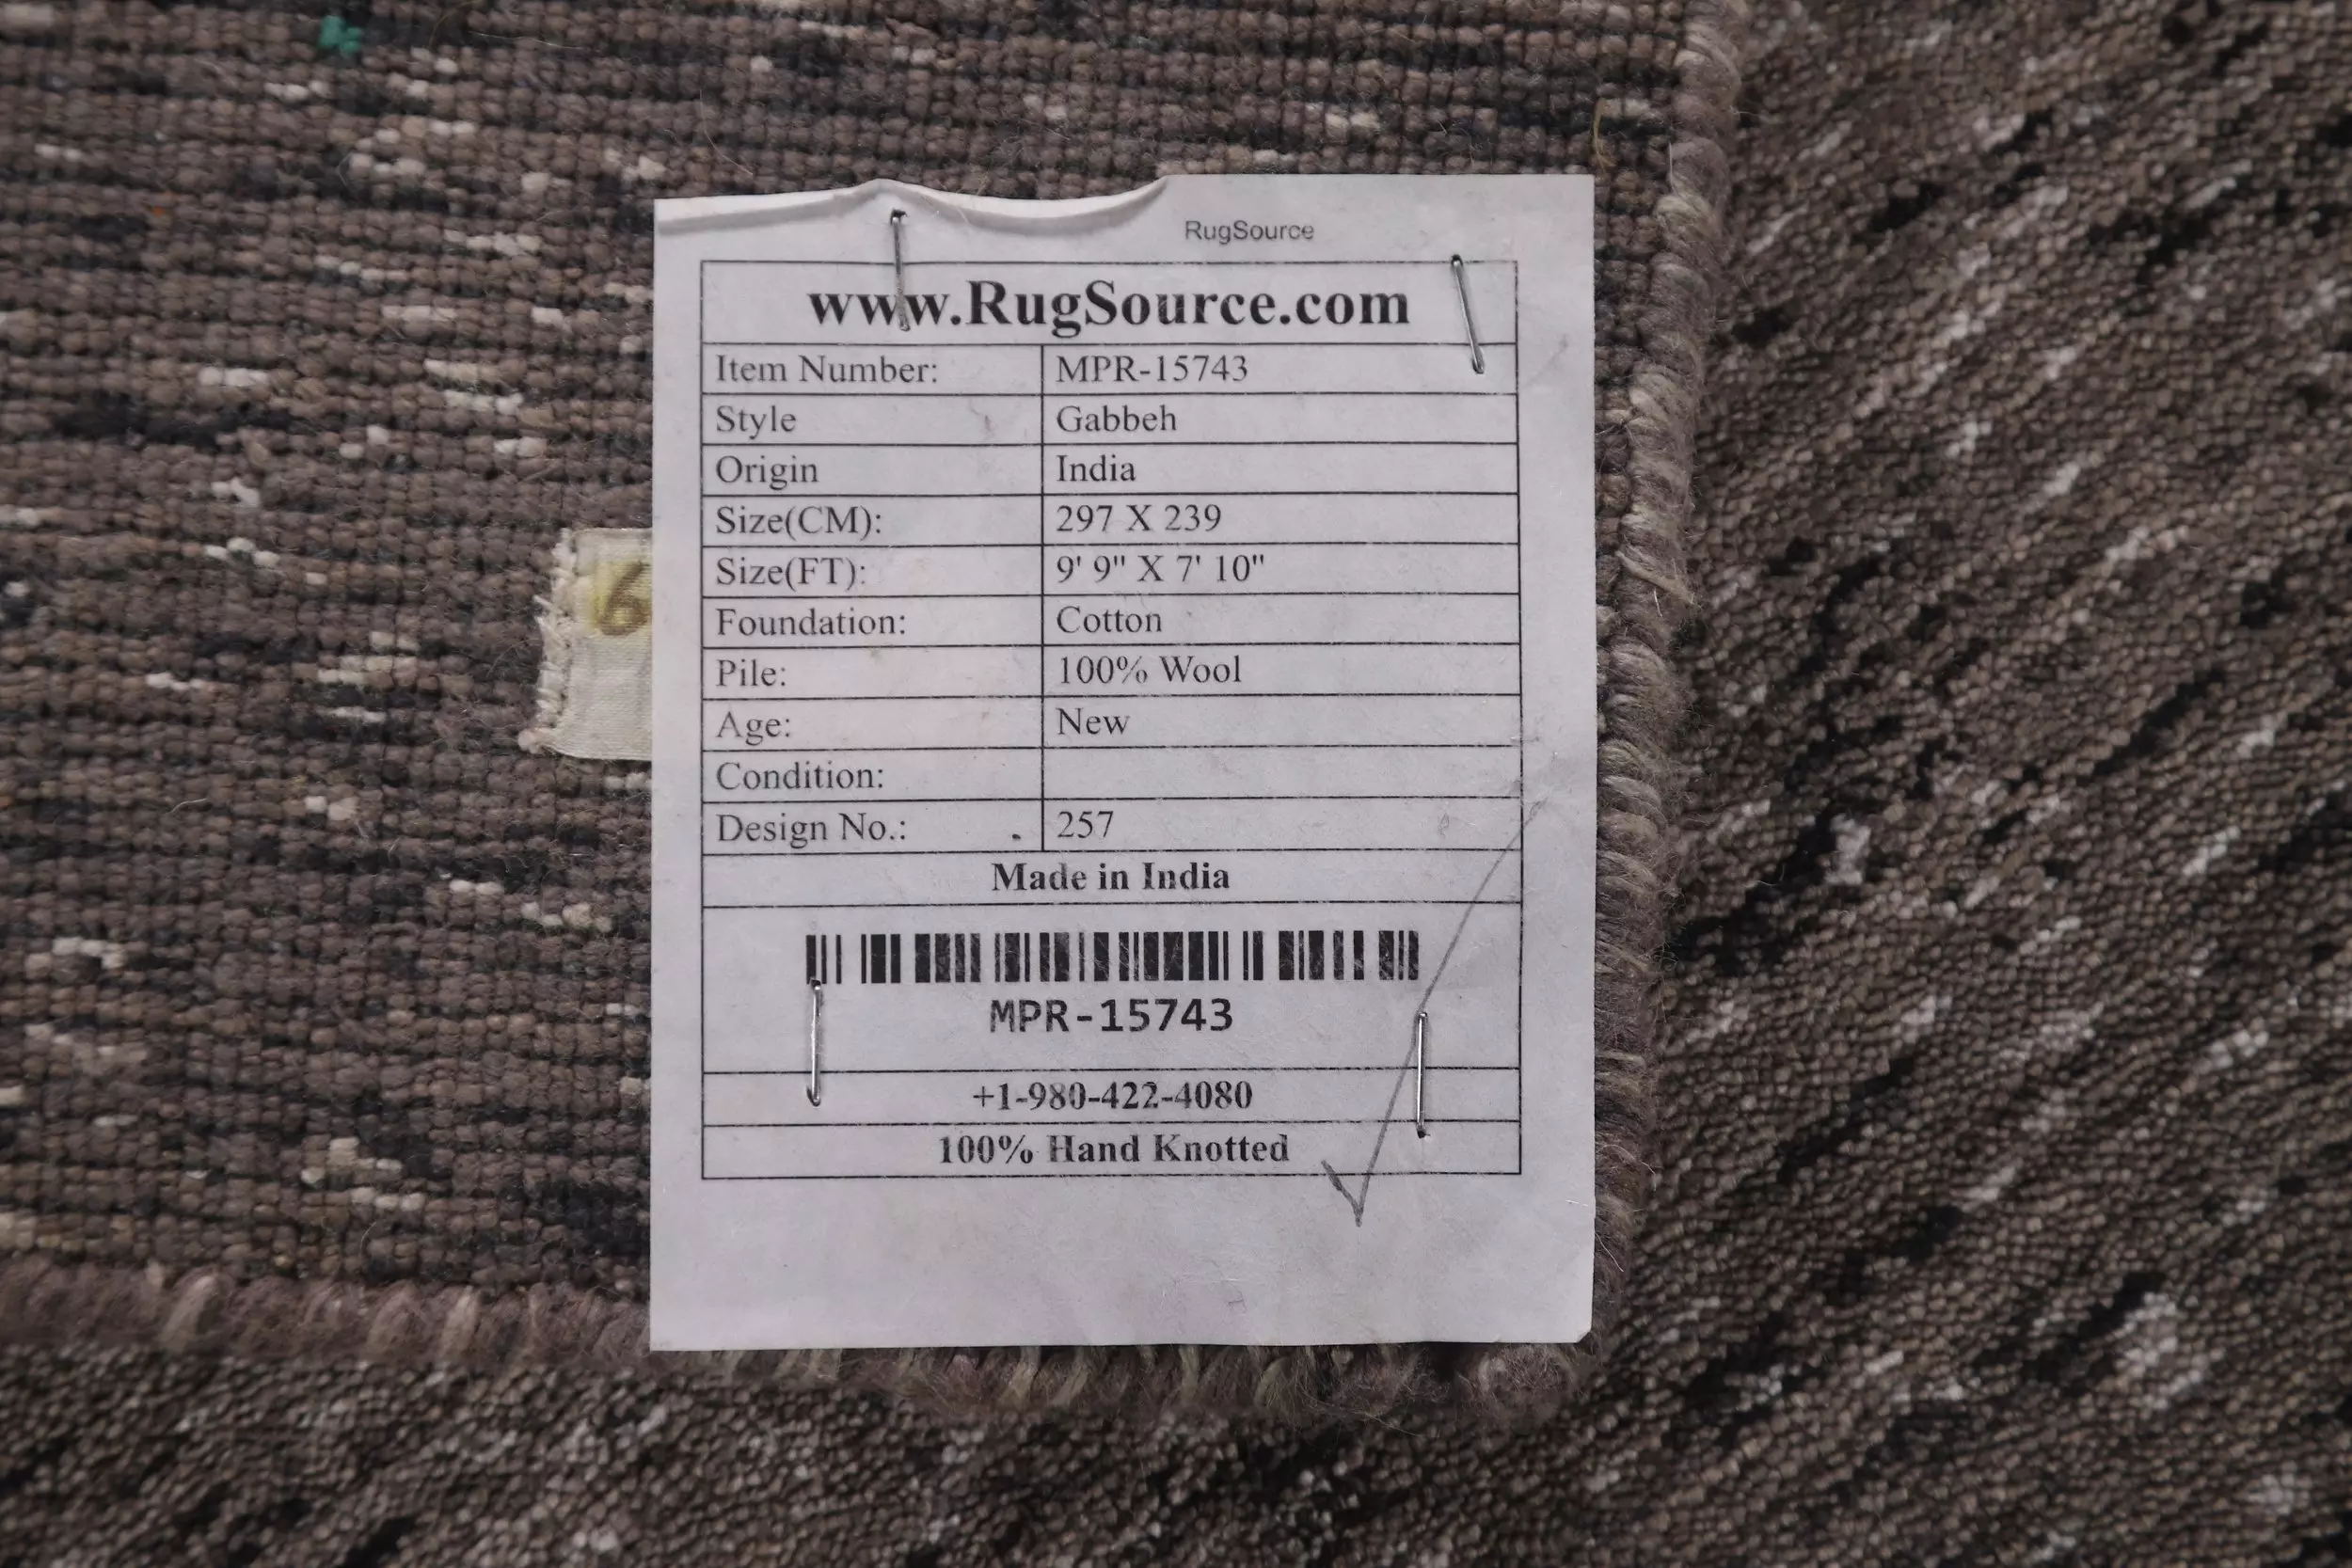 RugSource
www.RugSource.com
Item Number: MPR-15743
Style Gabbeh
Origin India
Size(CM): 297 X 239
Size(FT): 9' 9" X 7' 10"
Foundation: Cotton
Pile: 100% Wool
Age: New
Condition:
Design No.: 257
Made in India
MPR-15743
+1-980-422-4080
100% Hand Knotted
6